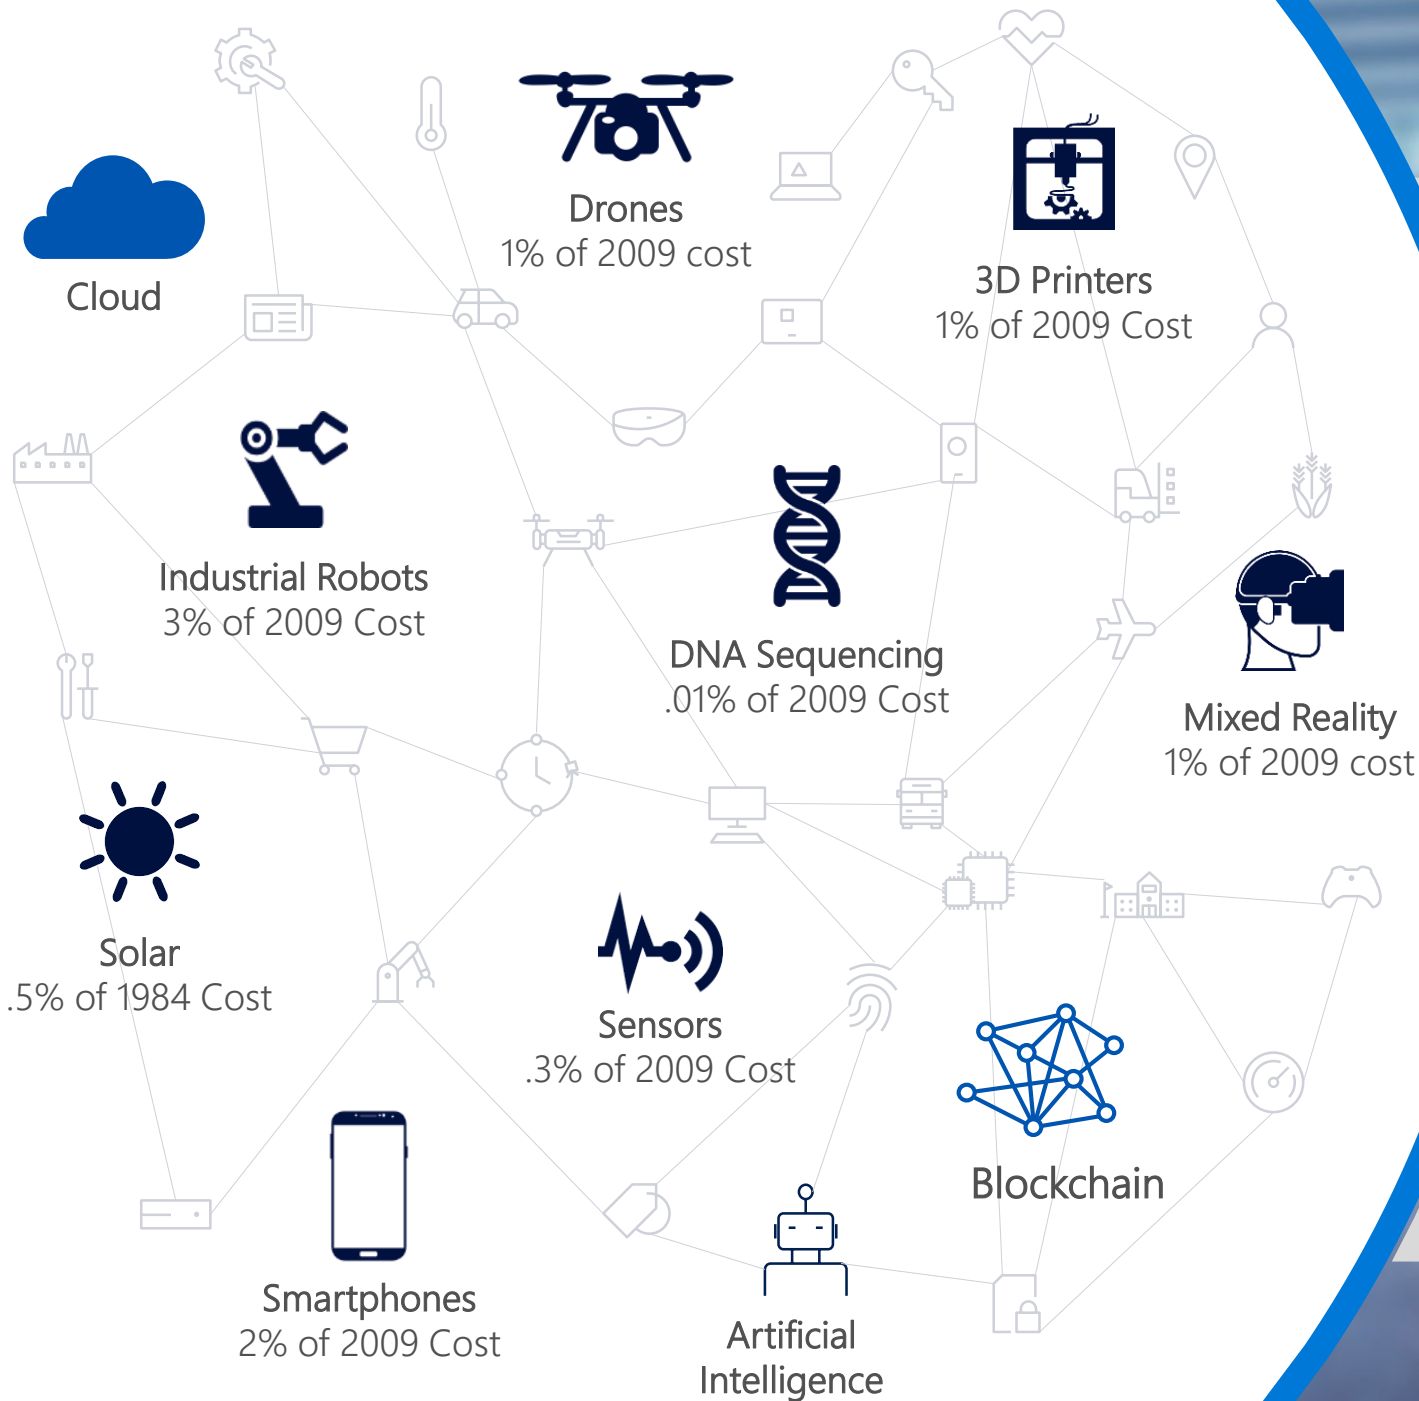 Drones
1% of 2009 cost
Cloud
3D Printers
1% of 2009 Cost
Industrial Robots
3% of 2009 Cost
DNA Sequencing
.01% of 2009 Cost
Mixed Reality
1% of 2009 cost
Solar
.5% of 1984 Cost
Sensors
.3% of 2009 Cost
Blockchain
Smartphones
2% of 2009 Cost
Artificial
Intelligence